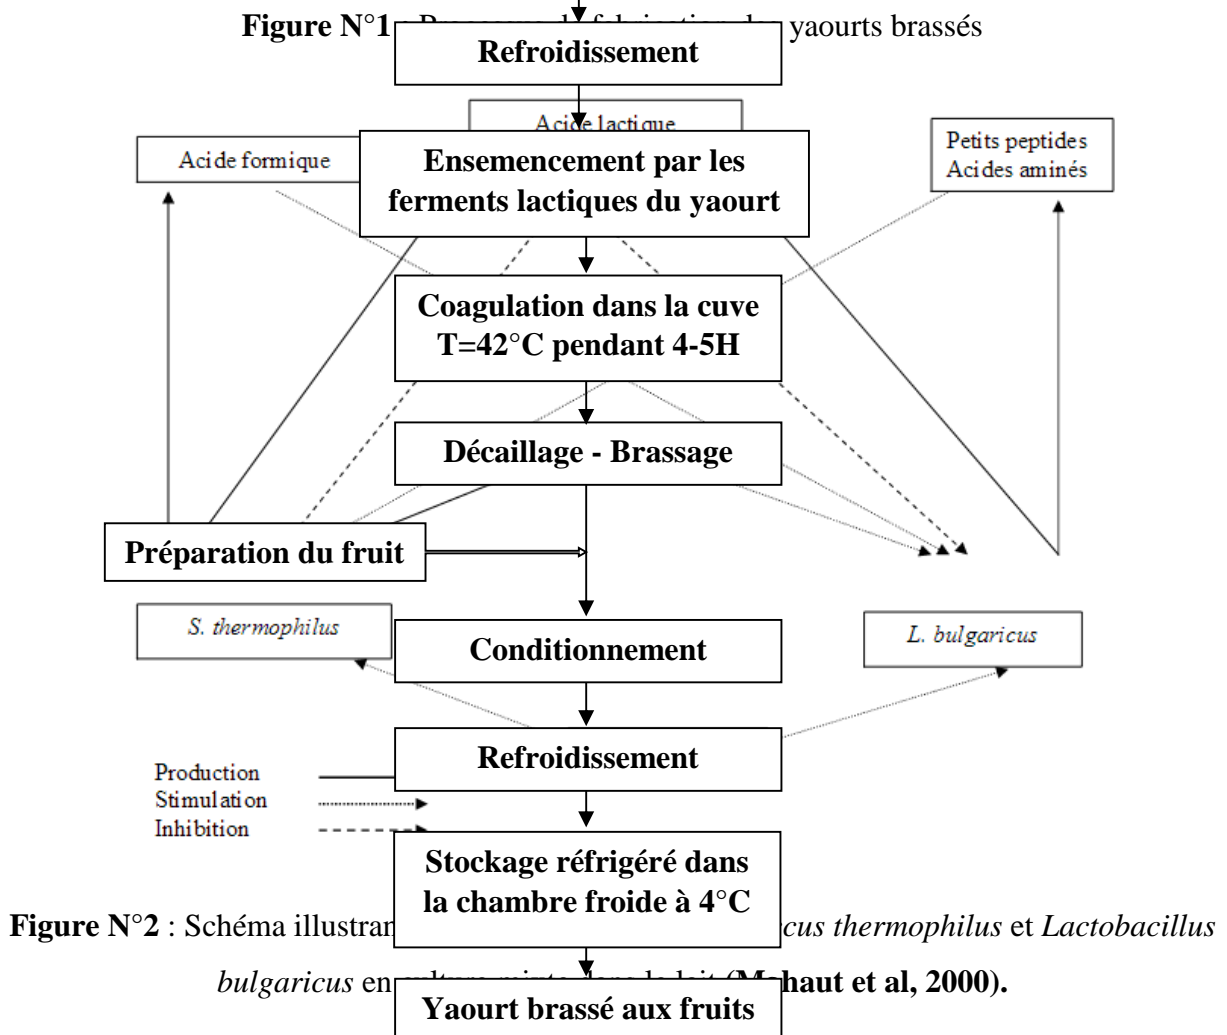 Figure N°1 yaourts brassés
Refroidissement
Acide lactique
Acide formique
Petits peptides
Acides aminés
Ensemencement par les
ferments lactiques du yaourt
Coagulation dans la cuve
T=42°C pendant 4-5H
Décaillage - Brassage
Préparation du fruit
S. thermophilus
L. bulgaricus
Conditionnement
Refroidissement
Production
Stimulation
Inhibition
Stockage réfrigéré dans
la chambre froide à 4°C
Figure N°2 : Schéma thermophilus et Lactobacillus
bulgaricus en et al, 2000).
Yaourt brassé aux fruits